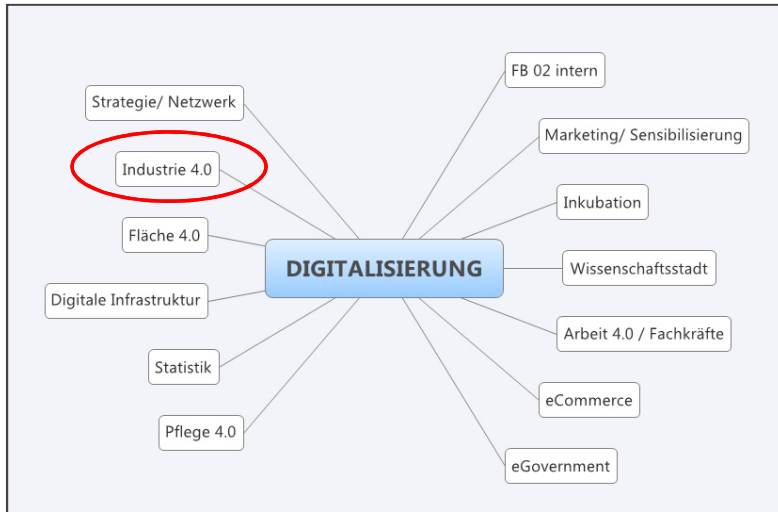 FB 02 intern
Strategie/ Netzwerk
Marketing/ Sensibilisierung
Industrie 4.0
Inkubation
Fläche 4.0
DIGITALISIERUNG
Wissenschaftsstadt
Digitale Infrastruktur
Arbeit 4.0 / Fachkräfte
Statistik
eCommerce
Pflege 4.0
eGovernment